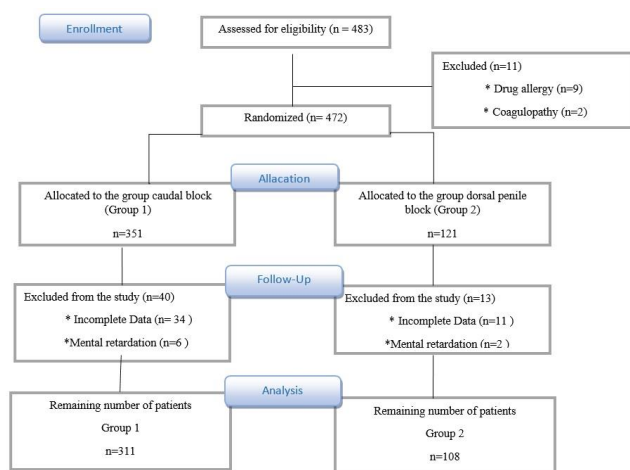 Enrollment
Assessed for eligibility (n = 483)
Excluded (n=11)
* Drug allergy (n=9)
* Coagulopathy (n=2)
Randomized (n= 472)
Allacation
Allocated to the group caudal block
(Group 1)
n=351
Allocated to the group dorsal penile
block (Group 2)
n=121
Follow-Up
Excluded from the study (n=40)
* Incomplete Data (n= 34 )
*Mental retardation (n=6 )
Excluded from the study (n=13)
* Incomplete Data (n=11 )
*Mental retardation (n=2 )
Analysis
Remaining number of patients
Group 1
n=311
Remaining number of patients
Group 2
n=108